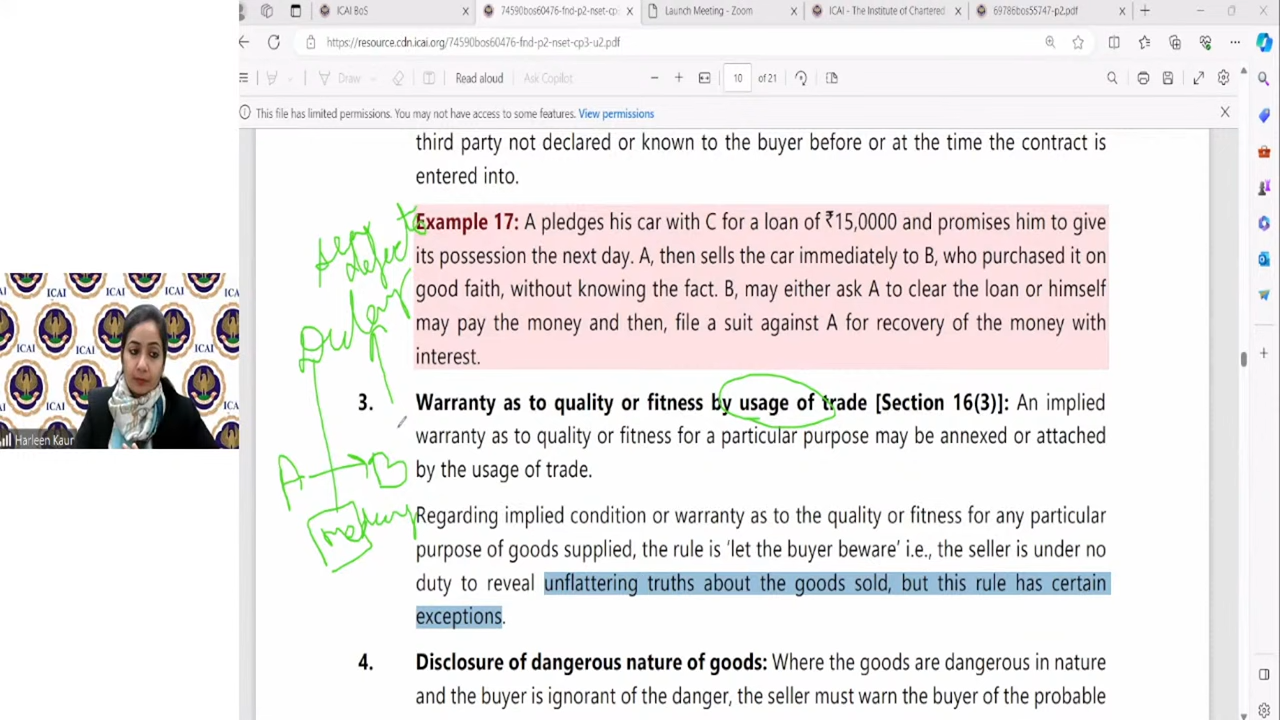 ICAI BoS
74590bos60476-fnd-p2-nset-cp
Launch Meeting - Zoom
ICAI - The Institute of Chartered
69786bos55747-p2.pdf
https://resource.cdn.icai.org/74590bos60476-fnd-p2-nset-cp3-u2.pdf
Draw
Read aloud
Ask Copilot
10 of 21
This file has limited permissions. You may not have access to some features. View permissions
third party not declared or known to the buyer before or at the time the contract is
entered into.
Example 17: A pledges his car with C for a loan of ₹15,0000 and promises him to give
its possession the next day. A, then sells the car immediately to B, who purchased it on
good faith, without knowing the fact. B, may either ask A to clear the loan or himself
may pay the money and then, file a suit against A for recovery of the money with
interest.
3. Warranty as to quality or fitness by usage of trade [Section 16(3)]: An implied
warranty as to quality or fitness for a particular purpose may be annexed or attached
by the usage of trade.
Regarding implied condition or warranty as to the quality or fitness for any particular
purpose of goods supplied, the rule is 'let the buyer beware' i.e., the seller is under no
duty to reveal unflattering truths about the goods sold, but this rule has certain
exceptions.
4. Disclosure of dangerous nature of goods: Where the goods are dangerous in nature
and the buyer is ignorant of the danger, the seller must warn the buyer of the probable
defect
A
B
ICAI
ICAI
ICAI
ICAI
ICAI
ICAI
Harleen Kaur